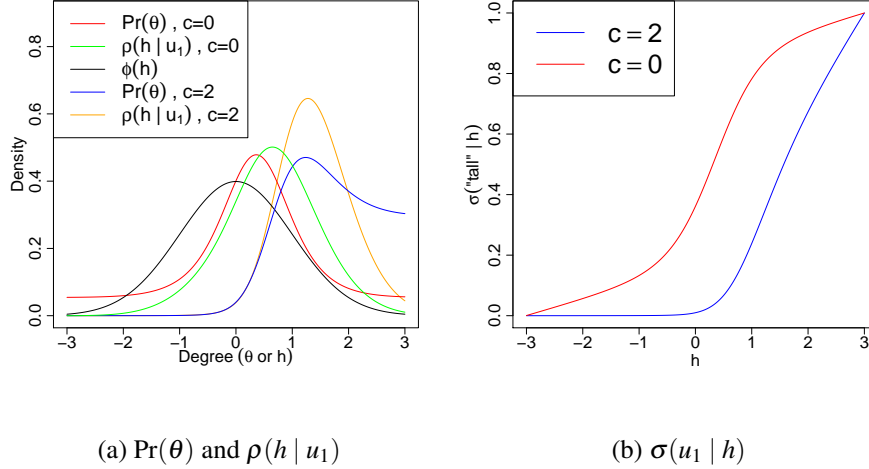 Pr(θ) , c=0
ρ(h | u₁) , c=0
ϕ(h)
Pr(θ) , c=2
ρ(h | u₁) , c=2
Density
0.0 0.2 0.4 0.6 0.8
−3 −2 −1 0 1 2 3
Degree (θ or h)
c = 2
c = 0
σ("tall" | h)
0.0 0.2 0.4 0.6 0.8 1.0
−3 −2 −1 0 1 2 3
h
(a) Pr(θ) and ρ(h | u₁)
(b) σ(u₁ | h)